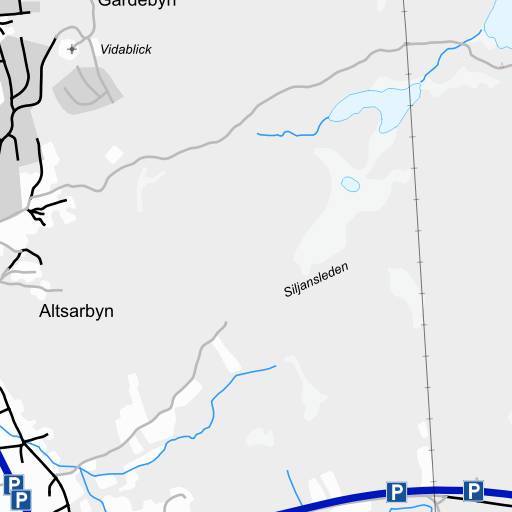 Gärdebyn
Vidablick
Siljansleden
Altsarbyn
P
P
P
P